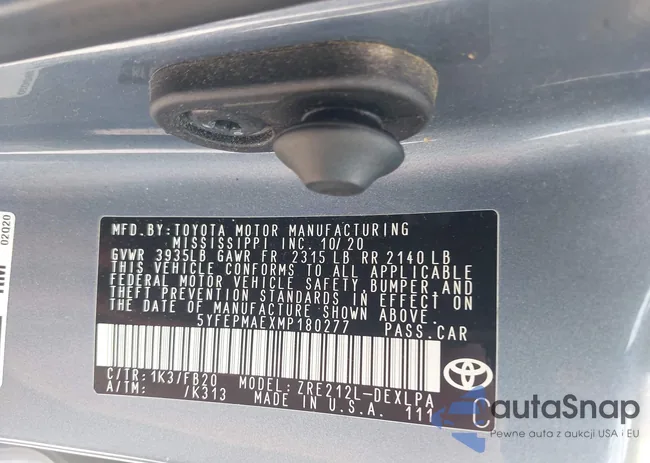 MFD.BY:TOYOTA MOTOR MANUFACTURING
MISSISSIPPI INC. 10/20
GVWR 3935LB GAWR FR 2315 LB RR 2140 LB
THIS VEHICLE CONFORMS TO ALL APPLICABLE
FEDERAL MOTOR VEHICLE SAFETY, BUMPER, AND
THEFT PREVENTION STANDARDS IN EFFECT ON
THE DATE OF MANUFACTURE SHOWN ABOVE.
5YFEPMAEXMP180277 PASS.CAR
C/TR:1K3/FB20 MODEL: ZRE212L-DEXLPA
A/TM: /K313 MADE IN U.S.A. 111
C
02020
autoSnap
Pewne auta z aukcji USA i EU